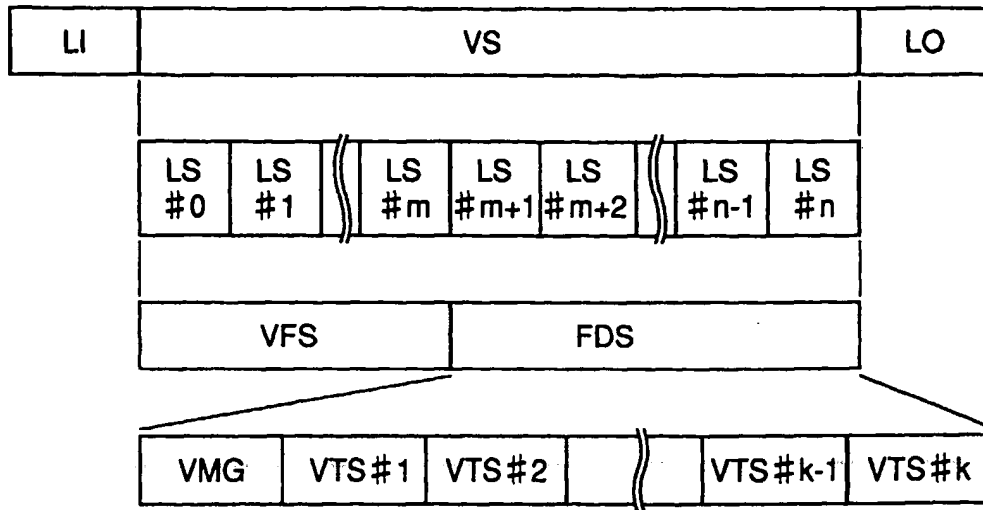 LI VS LO
LS LS LS LS LS LS LS
#0 #1 #m #m+1 #m+2 #n-1 #n
VFS FDS
VMG VTS#1 VTS#2 VTS#k-1 VTS#k